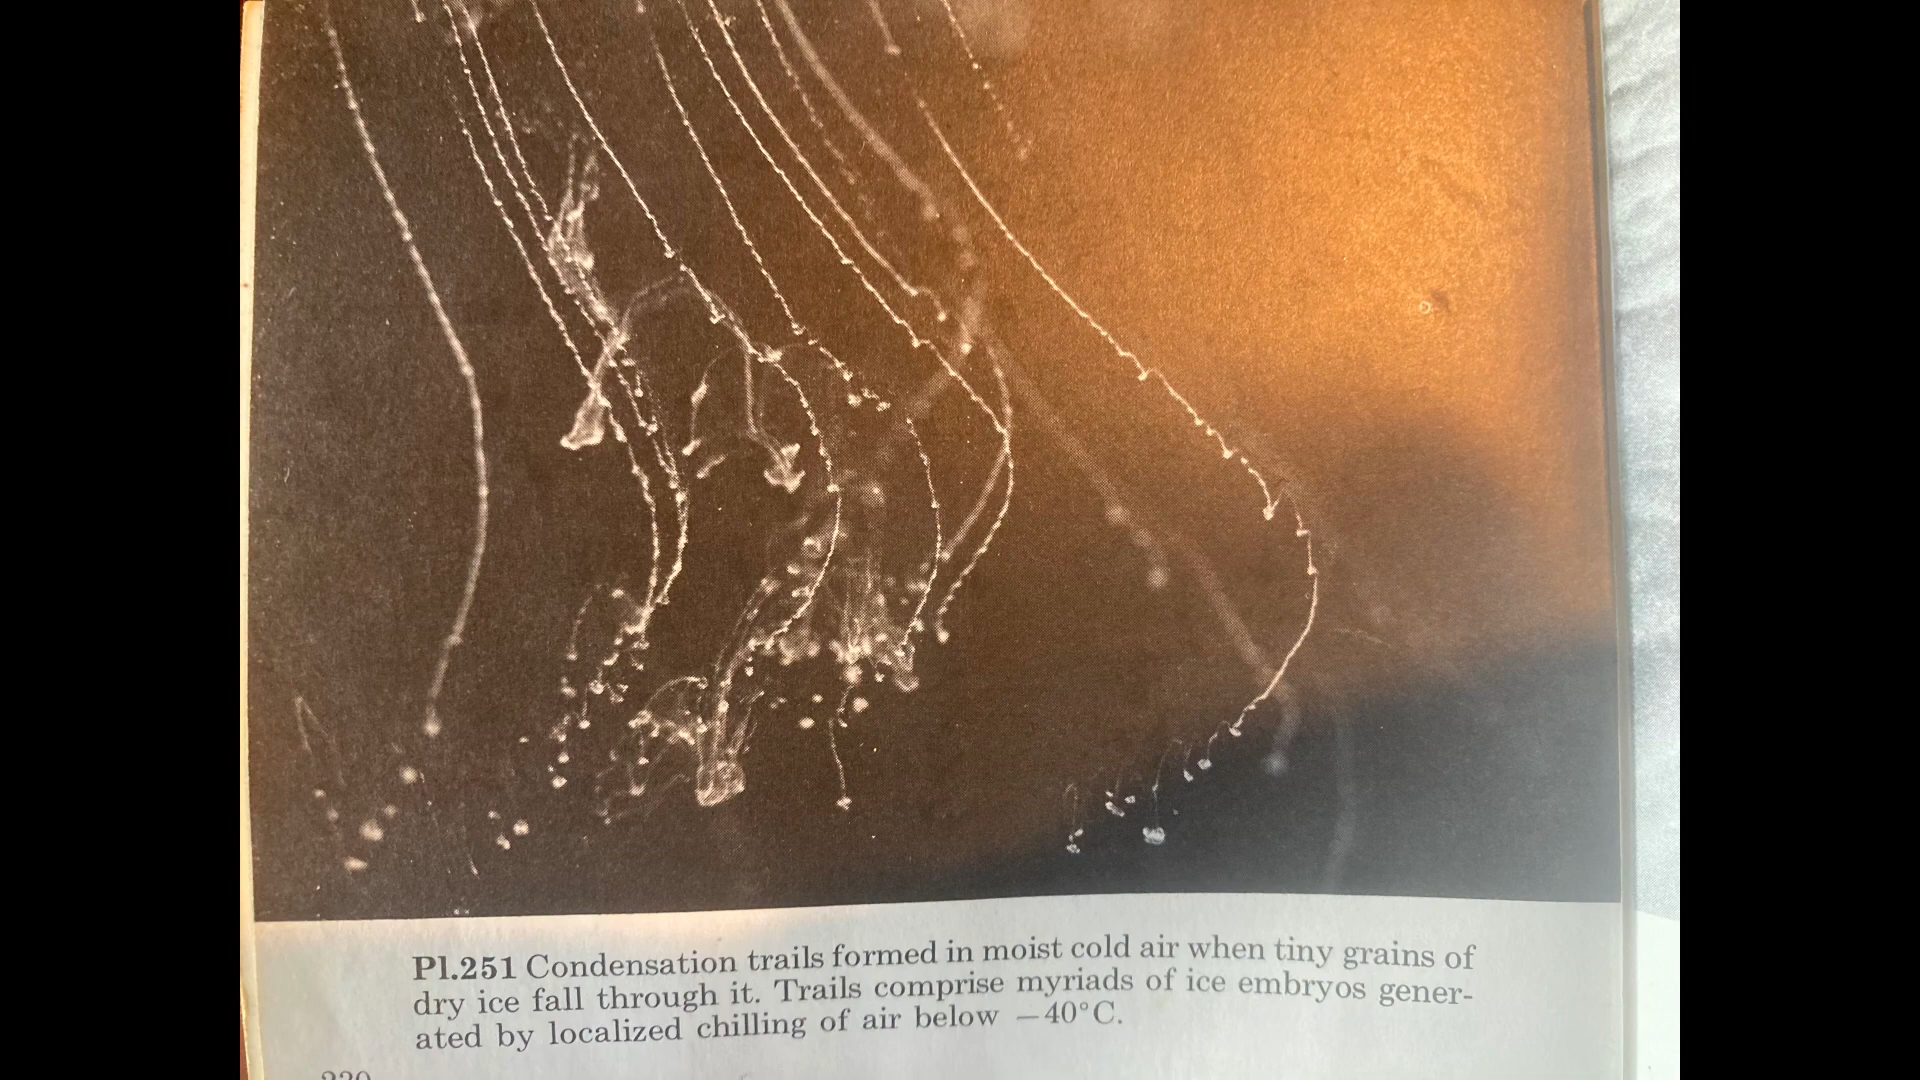 Pl.251 Condensation trails formed in moist cold air when tiny grains of
dry ice fall through it. Trails comprise myriads of ice embryos gener-
ated by localized chilling of air below −40°C.